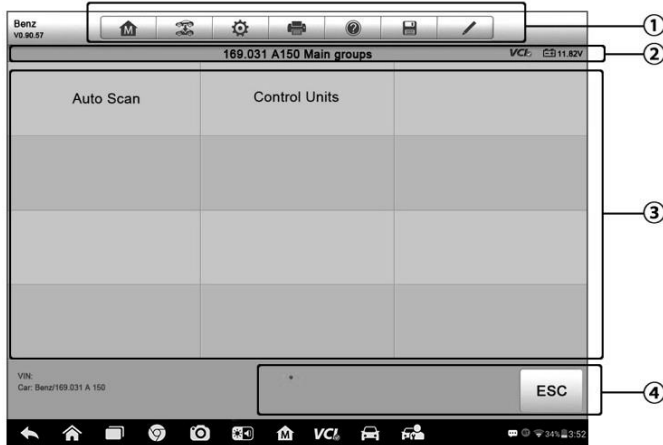 Benz
V0.90.57
①
169.031 A150 Main groups
VCI
11.82V
②
Auto Scan
Control Units
③
VIN:
Car: Benz/169.031 A 150
ESC
④
VCI
34%
3:52